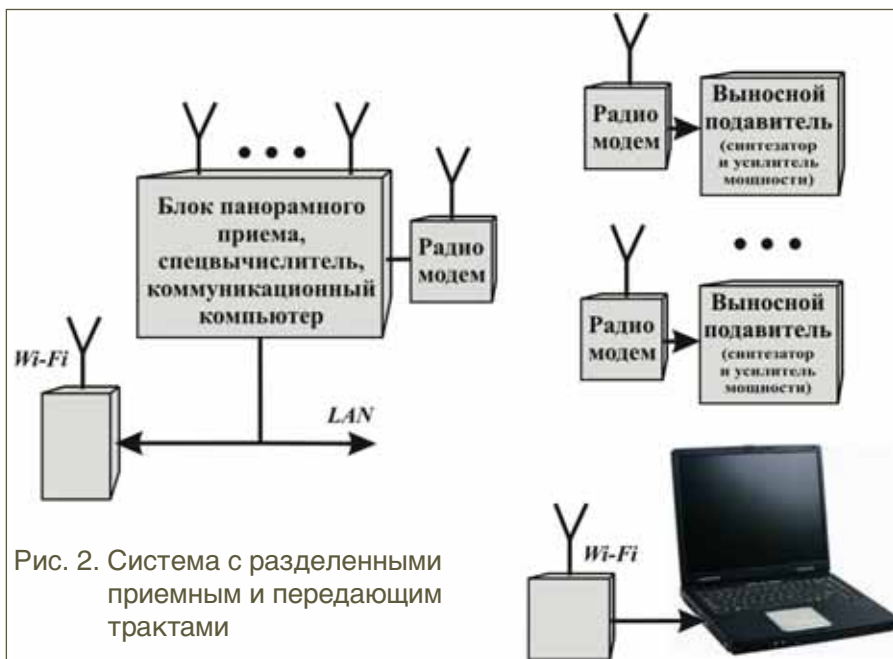 Блок панорамного
приема,
спецвычислитель,
коммуникационный
компьютер
Радио
модем
Wi-Fi
LAN
Радио
модем
Выносной
подавитель
(синтезатор
и усилитель
мощности)
Радио
модем
Выносной
подавитель
(синтезатор
и усилитель
мощности)
Wi-Fi
Рис. 2. Система с разделенными
приемным и передающим
трактами